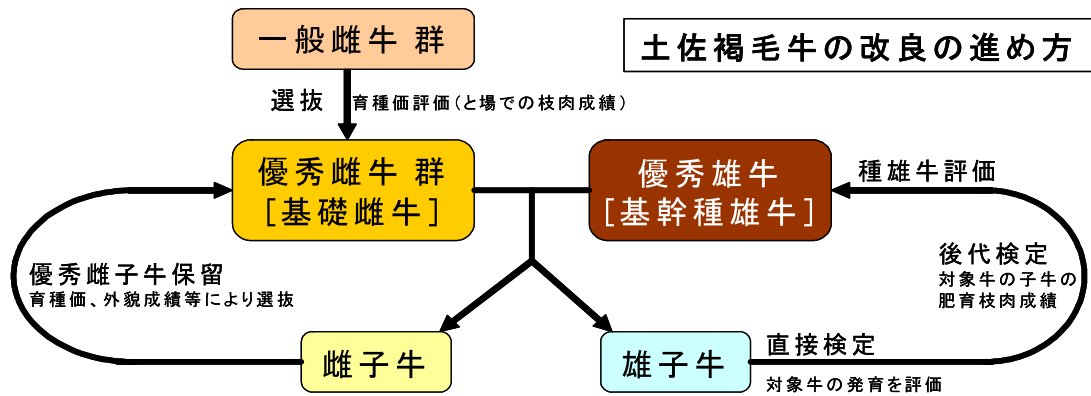 一般雌牛 群
土佐褐毛牛の改良の進め方
選抜 育種価評価(と場での枝肉成績)
優秀雌牛 群
[基礎雌牛]
優秀雄牛
[基幹種雄牛]
種雄牛評価
優秀雌子牛保留
育種価、外貌成績等により選抜
後代検定
対象牛の子牛の
肥育枝肉成績
雌子牛
雄子牛
直接検定
対象牛の発育を評価